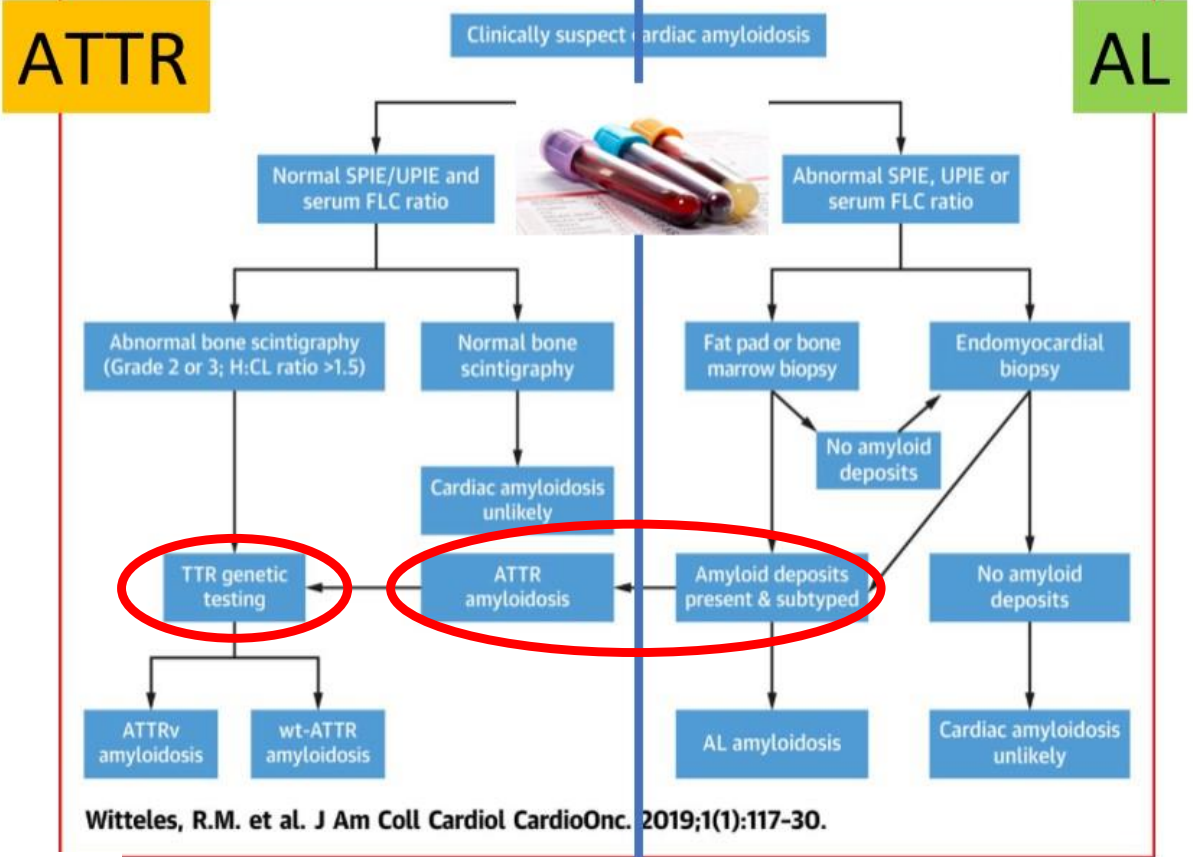 ATTR
Clinically suspect cardiac amyloidosis
AL
Normal SPIE/UPIE and
serum FLC ratio
Abnormal SPIE, UPIE or
serum FLC ratio
Abnormal bone scintigraphy
(Grade 2 or 3; H:CL ratio >1.5)
Normal bone
scintigraphy
Fat pad or bone
marrow biopsy
Endomyocardial
biopsy
No amyloid
deposits
Cardiac amyloidosis
unlikely
TTR genetic
testing
ATTR
amyloidosis
Amyloid deposits
present & subtyped
No amyloid
deposits
ATTRv
amyloidosis
wt-ATTR
amyloidosis
AL amyloidosis
Cardiac amyloidosis
unlikely
Witteles, R.M. et al. J Am Coll Cardiol CardioOnc. 2019;1(1):117-30.